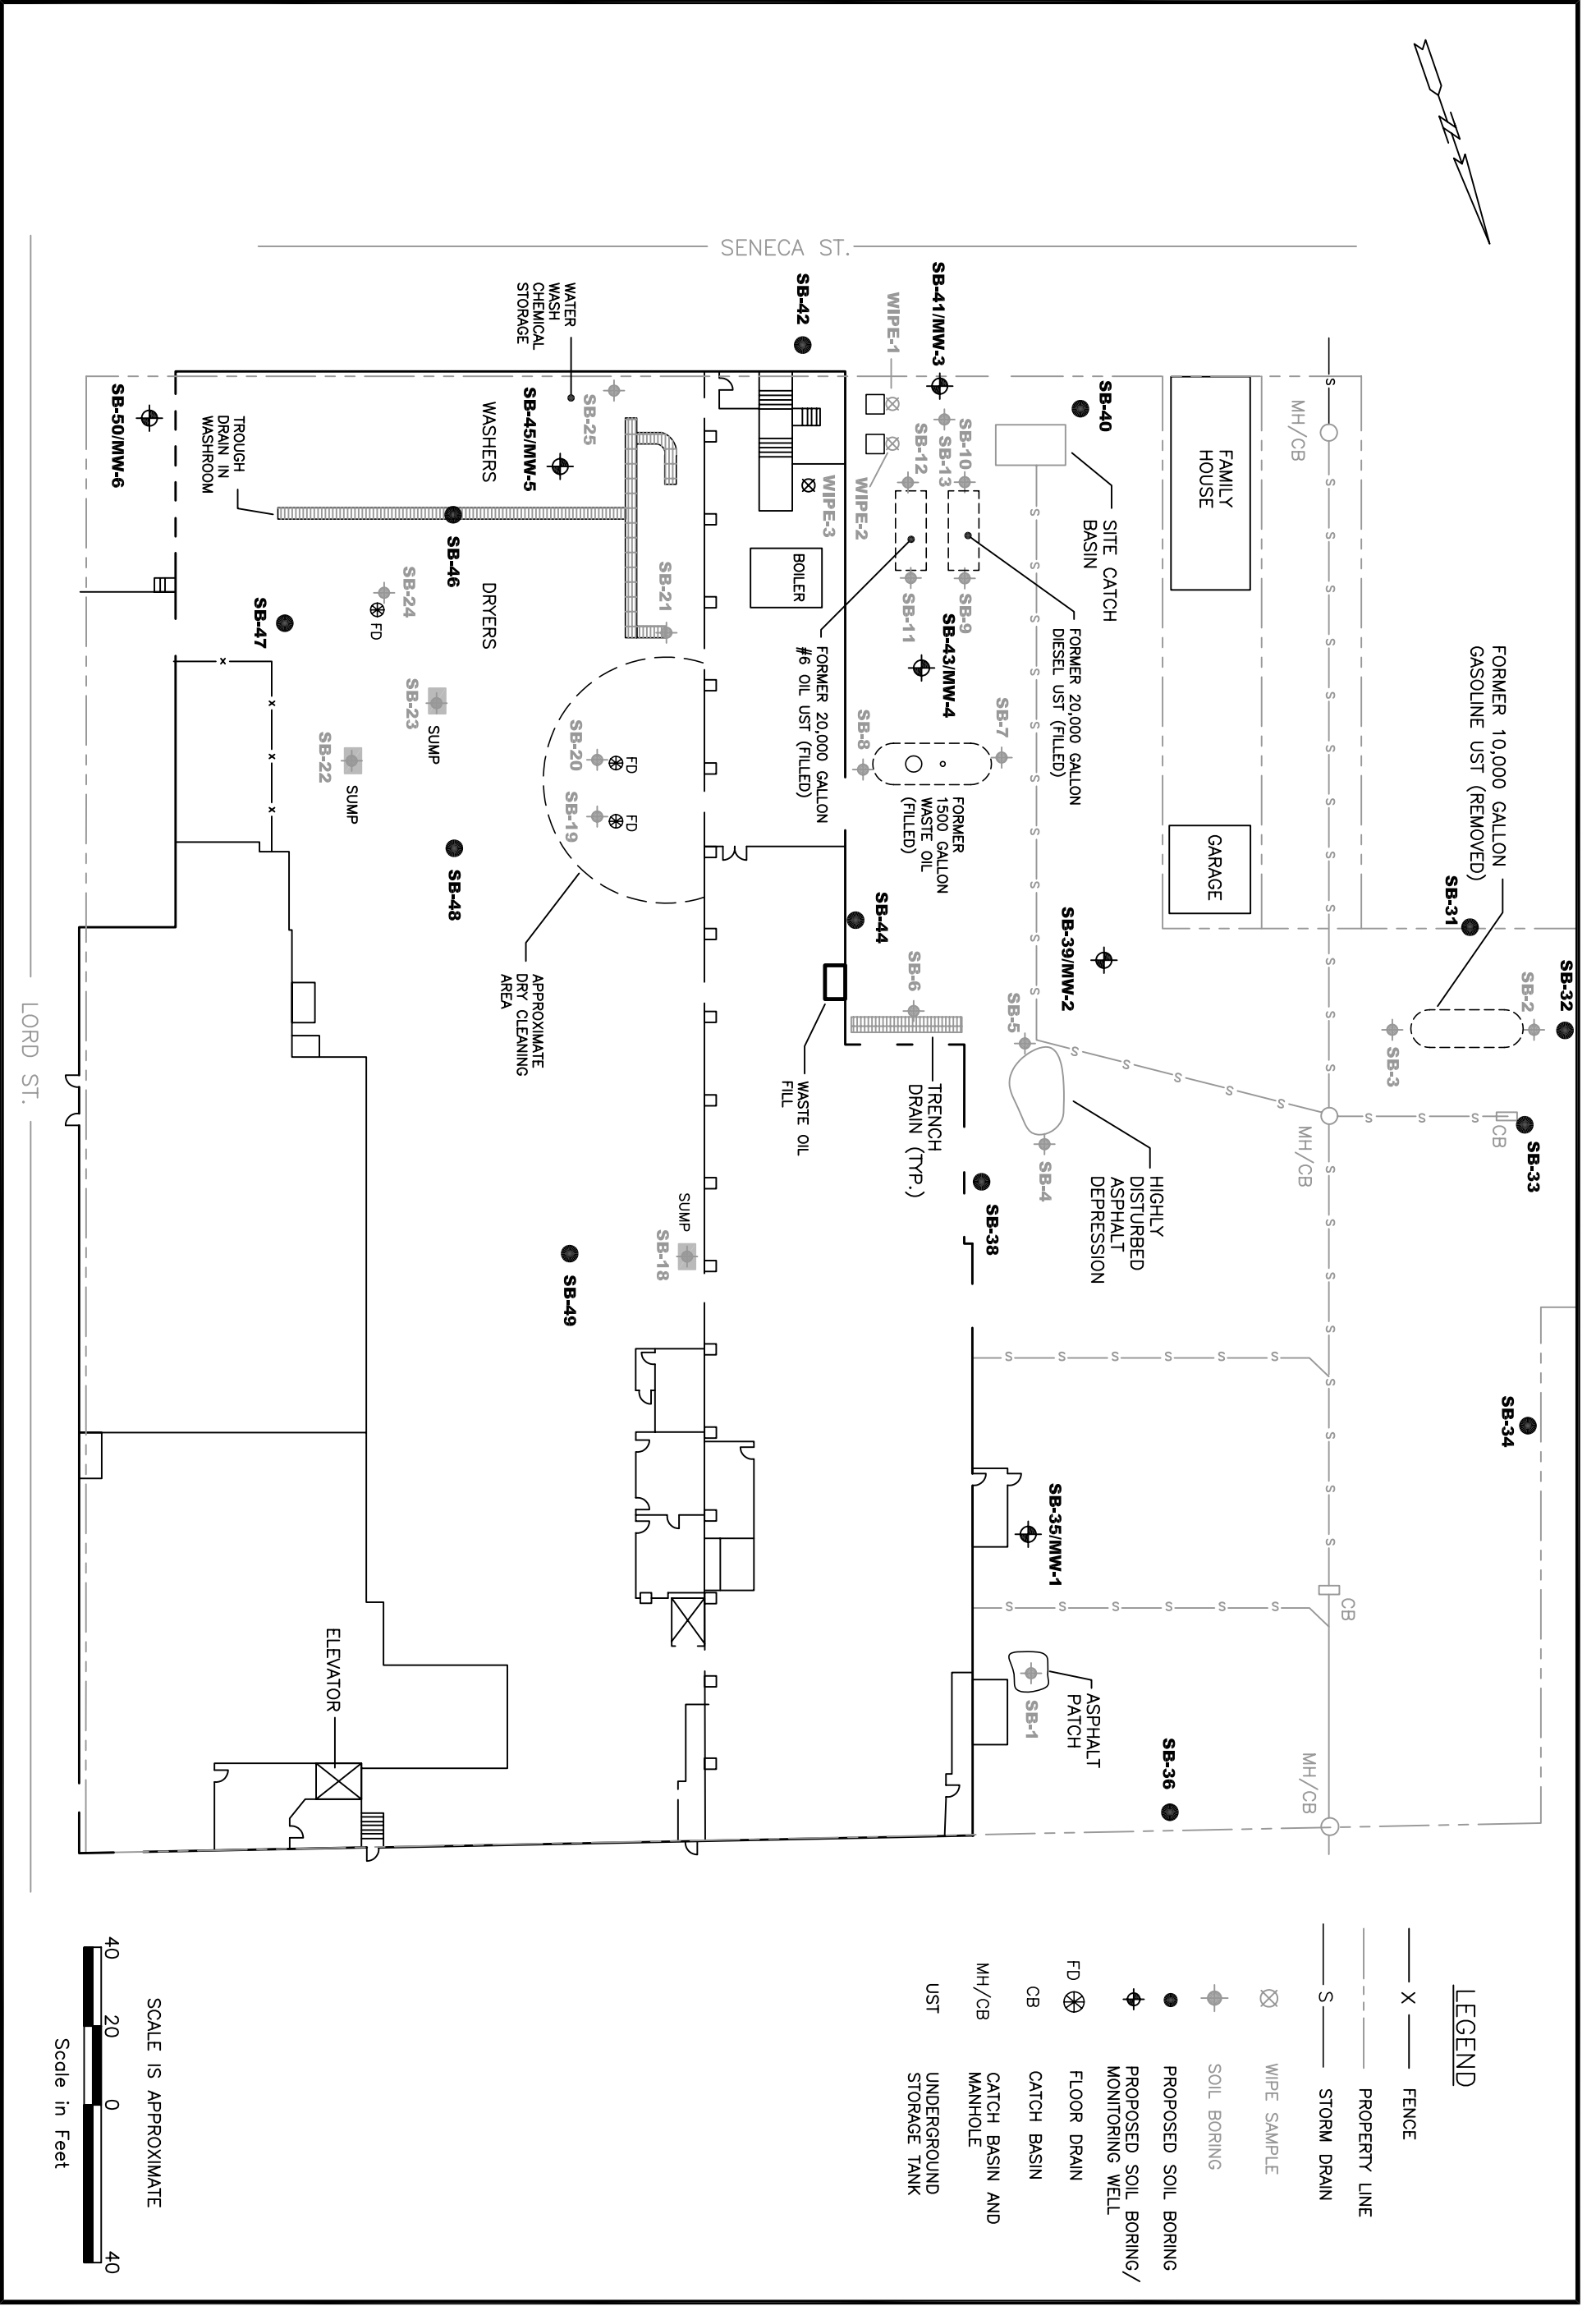 SENECA ST.
LORD ST.
FORMER 10,000 GALLON
GASOLINE UST (REMOVED)
SB-31
SB-32
SB-2
SB-3
SB-33
CB
SB-34
MH/CB
MH/CB
CB
MH/CB
S
FAMILY
HOUSE
GARAGE
SITE CATCH
BASIN
SB-40
SB-39/MW-2
HIGHLY
DISTURBED
ASPHALT
DEPRESSION
SB-5
SB-4
FORMER 20,000 GALLON
DIESEL UST (FILLED)
SB-41/MW-3
SB-10
SB-13
SB-12
SB-9
SB-11
SB-43/MW-4
SB-7
SB-8
WIPE-1
WIPE-2
WIPE-3
FORMER
1500 GALLON
WASTE OIL
(FILLED)
FORMER 20,000 GALLON
#6 OIL UST (FILLED)
SB-6
TRENCH
DRAIN (TYP.)
SB-38
SB-44
WASTE OIL
FILL
SB-35/MW-1
ASPHALT
PATCH
SB-1
SB-36
SB-42
BOILER
WATER
WASH
CHEMICAL
STORAGE
SB-25
SB-45/MW-5
WASHERS
DRYERS
SB-21
SB-46
SB-24
FD
SB-20
FD
SB-19
FD
APPROXIMATE
DRY CLEANING
AREA
SUMP
SB-18
SB-49
SB-48
SB-23
SUMP
SB-22
SUMP
SB-47
TROUGH
DRAIN IN
WASHROOM
SB-50/MW-6
ELEVATOR
x
LEGEND
X FENCE
PROPERTY LINE
S STORM DRAIN
WIPE SAMPLE
SOIL BORING
PROPOSED SOIL BORING
PROPOSED SOIL BORING/
MONITORING WELL
FD FLOOR DRAIN
CB CATCH BASIN
MH/CB CATCH BASIN AND
MANHOLE
UST UNDERGROUND
STORAGE TANK
SCALE IS APPROXIMATE
40 20 0 40
Scale in Feet